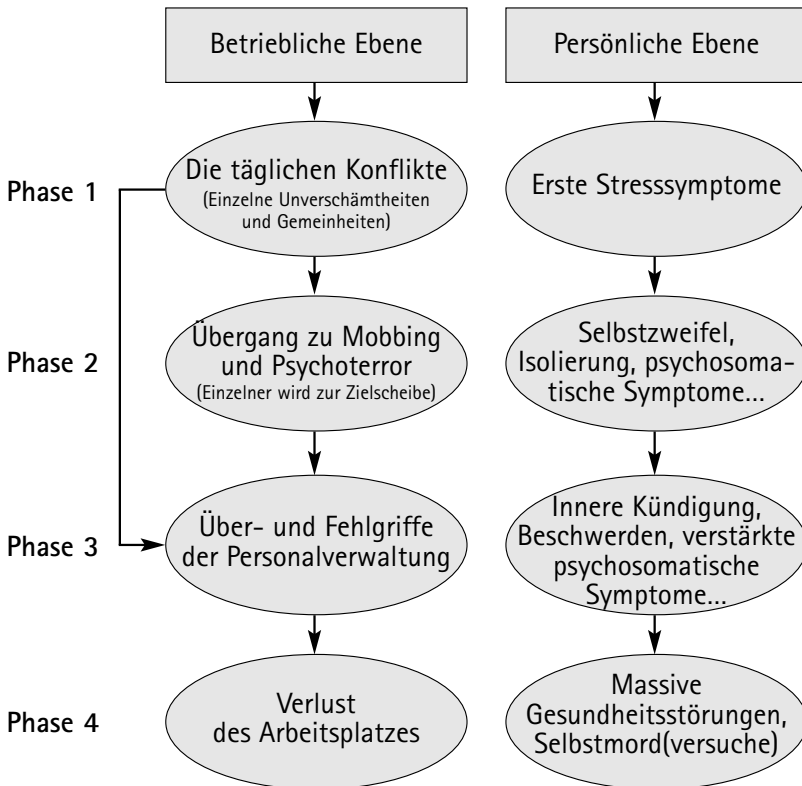 Betriebliche Ebene
Persönliche Ebene
Phase 1
Die täglichen Konflikte
(Einzelne Unverschämtheiten
und Gemeinheiten)
Erste Stresssymptome
Phase 2
Übergang zu Mobbing
und Psychoterror
(Einzelner wird zur Zielscheibe)
Selbstzweifel,
Isolierung, psychosoma-
tische Symptome...
Phase 3
Über- und Fehlgriffe
der Personalverwaltung
Innere Kündigung,
Beschwerden, verstärkte
psychosomatische
Symptome...
Phase 4
Verlust
des Arbeitsplatzes
Massive
Gesundheitsstörungen,
Selbstmord(versuche)